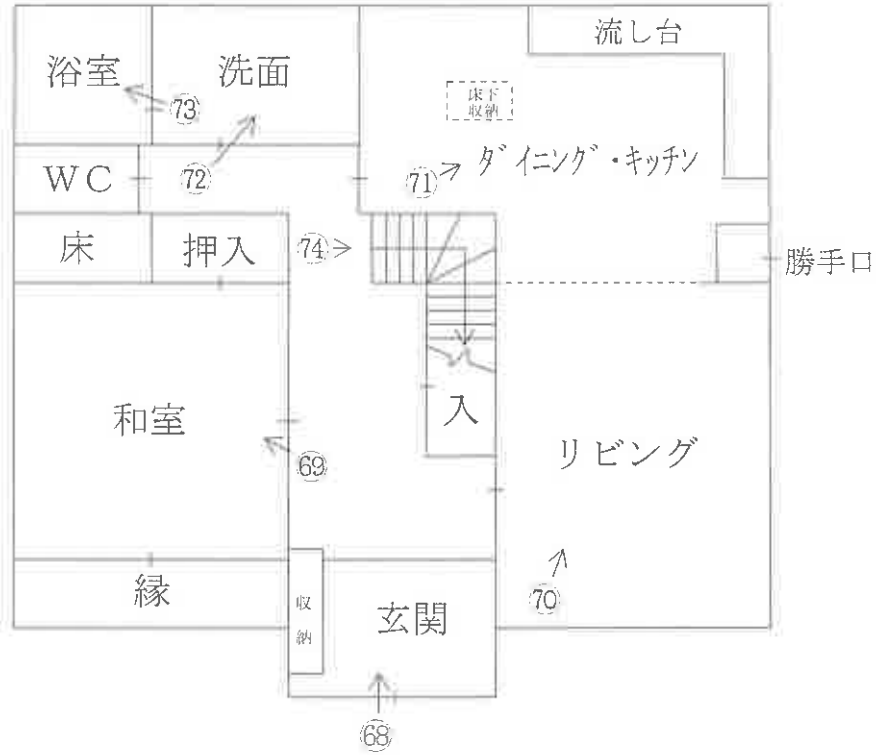 流し台
浴室
洗面
床下
収納
73
ダイニング・キッチン
WC
72
71
床
押入
74
勝手口
和室
入
リビング
69
縁
収
納
玄関
70
68